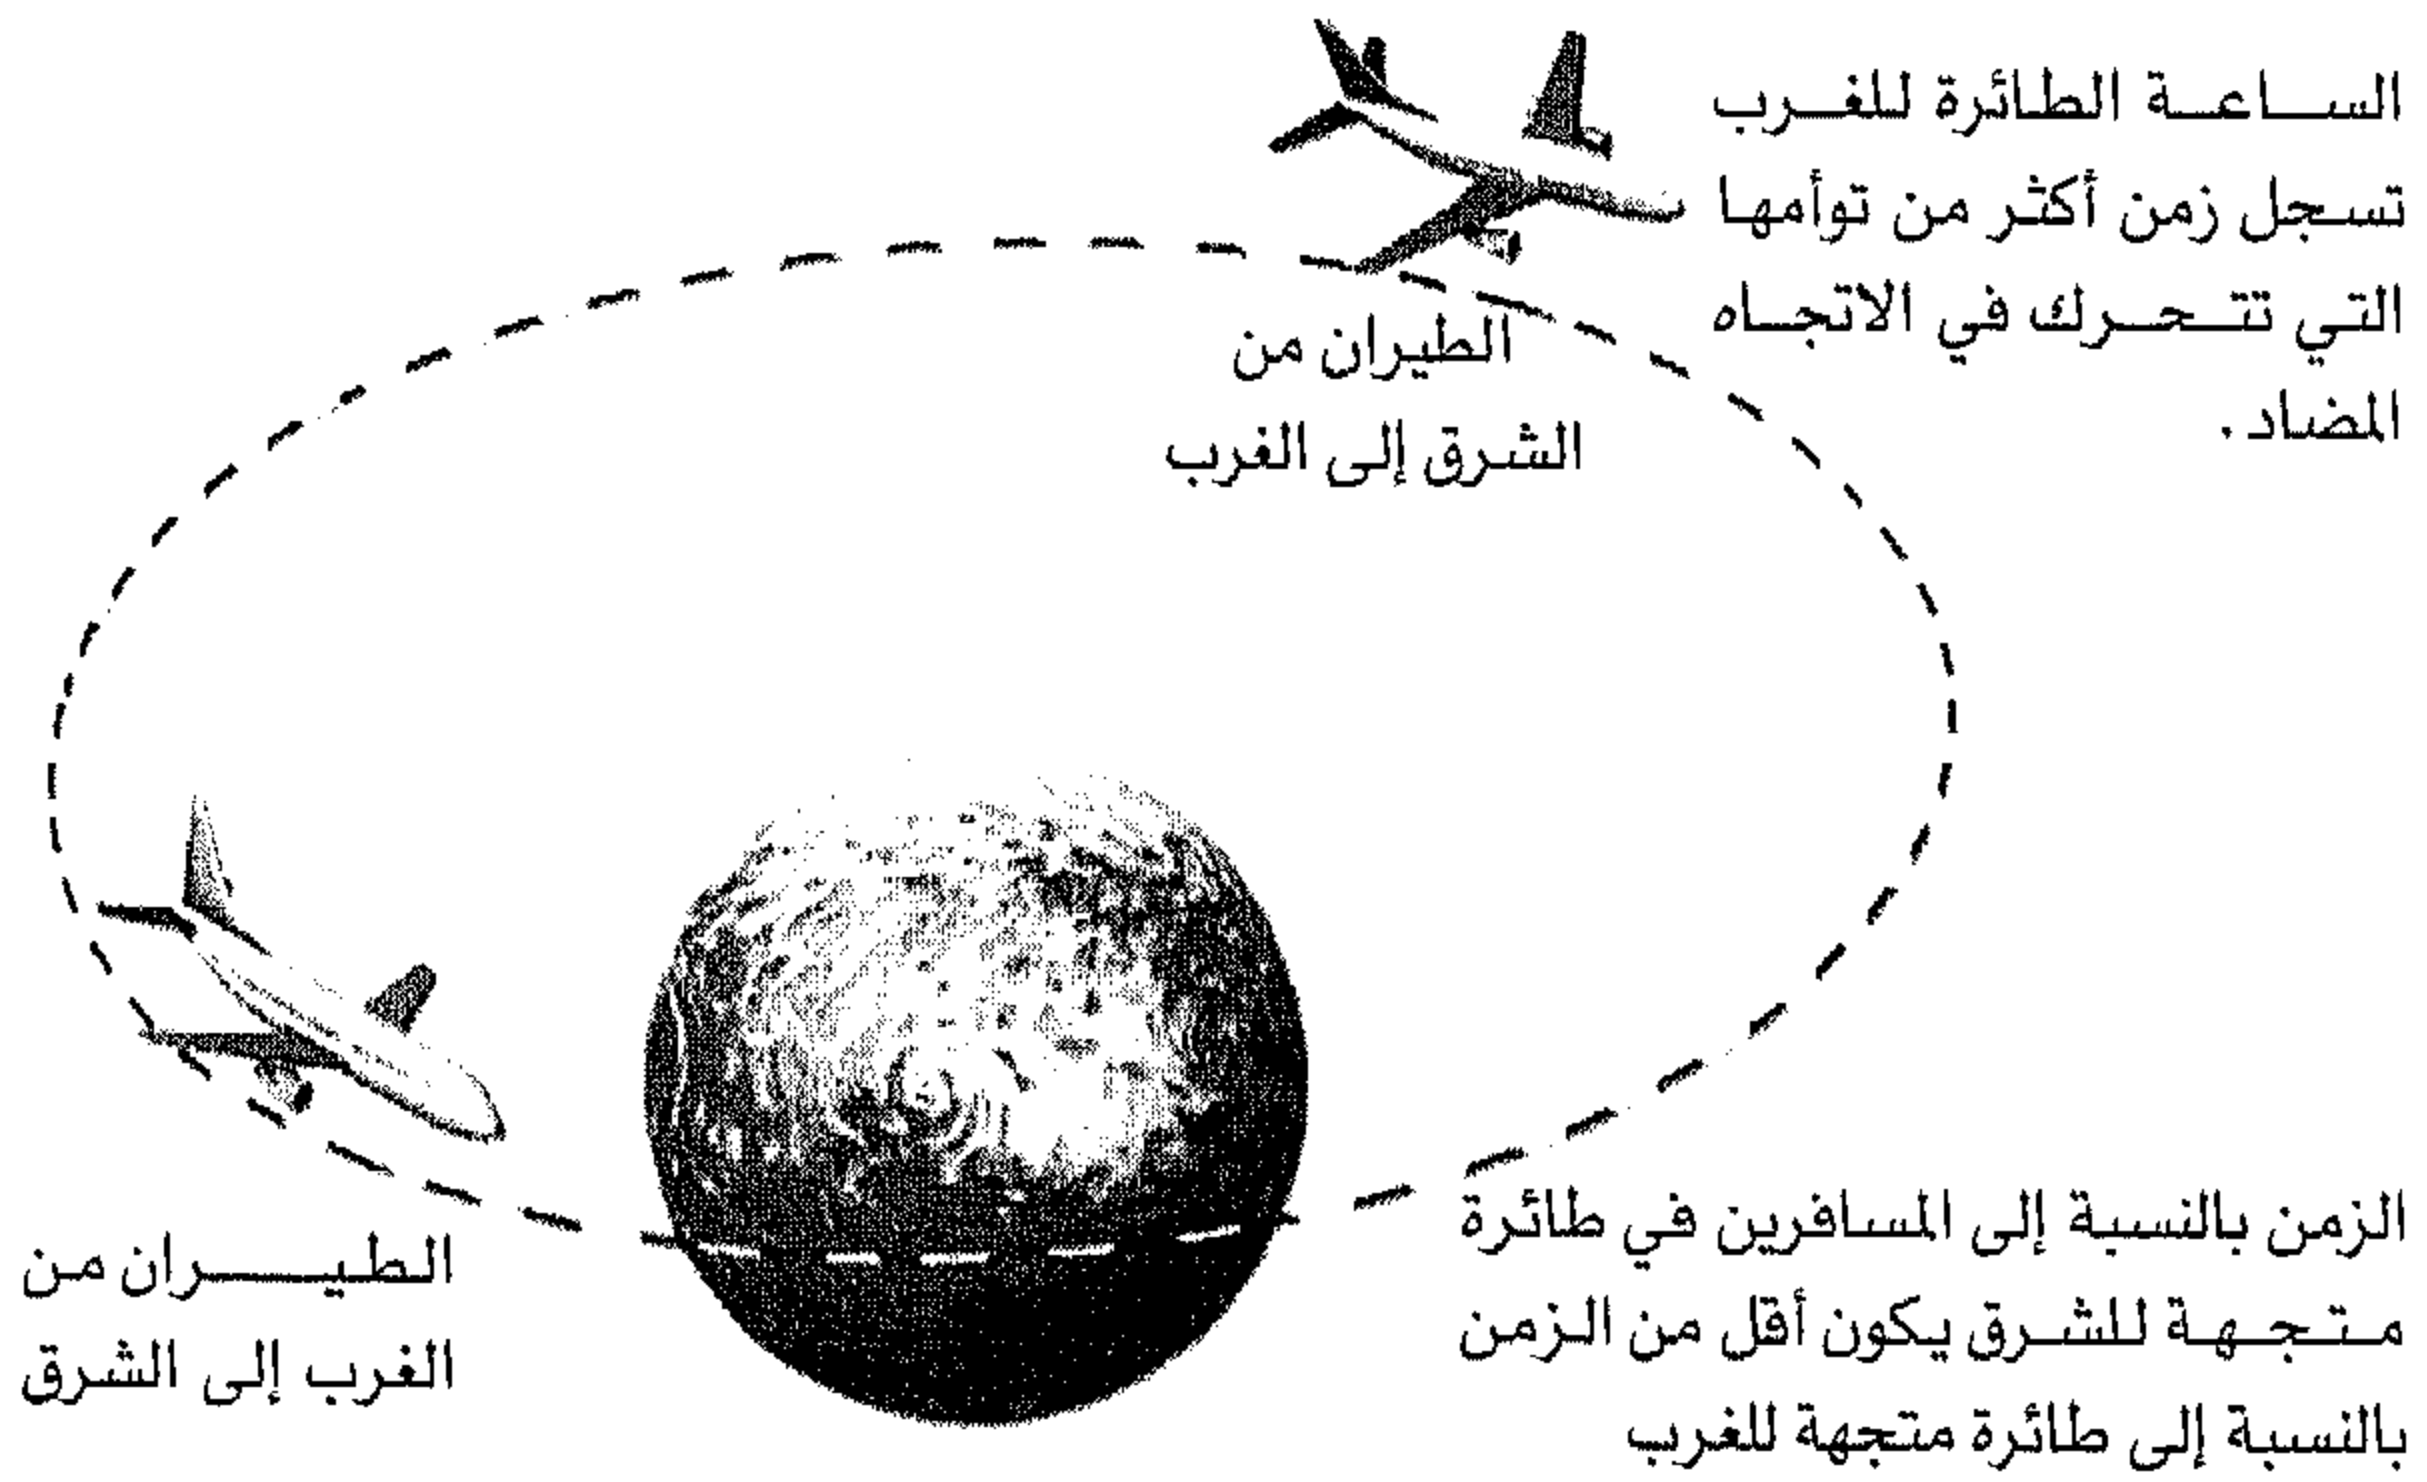 الساعة الطائرة للغرب
تسجل زمن أكثر من توأمها
التي تتحرك في الاتجاه
المضاد.
الطيران من
الشرق إلى الغرب
الطيران من
الغرب إلى الشرق
الزمن بالنسبة إلى المسافرين في طائرة
متجهة للشرق يكون أقل من الزمن
بالنسبة إلى طائرة متجهة للغرب